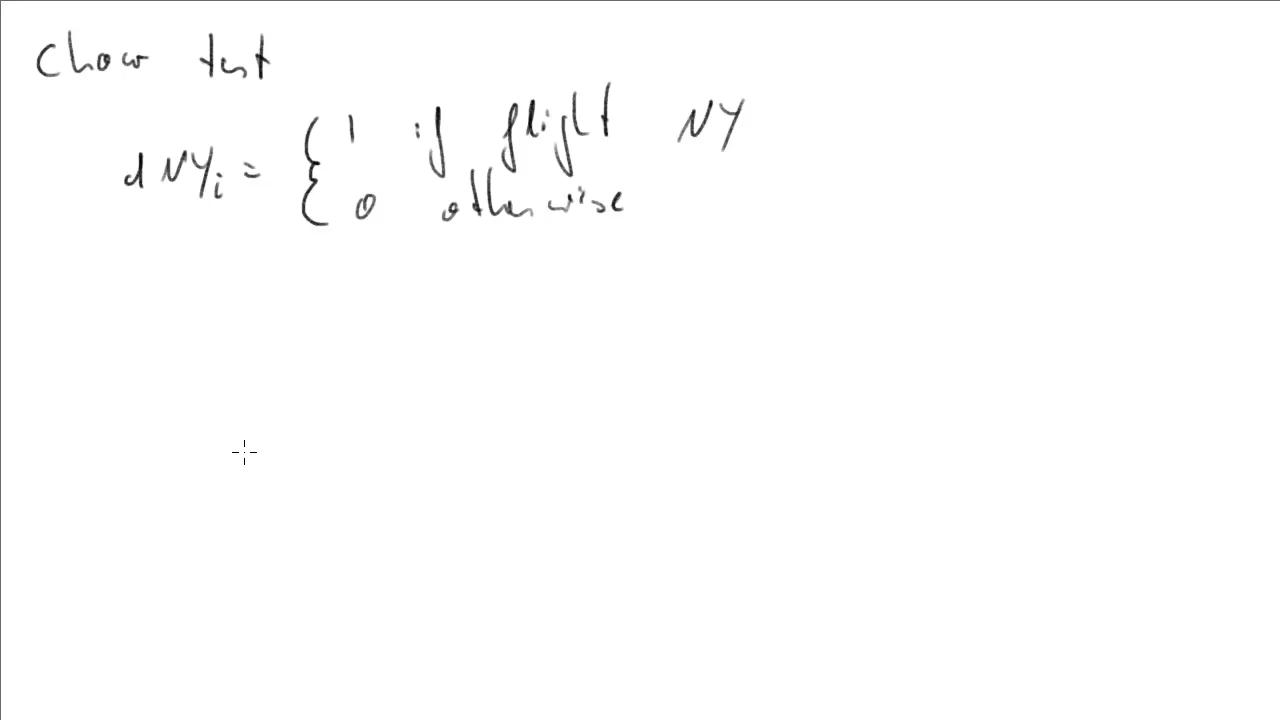 Chow test
dNYi = { 1 if flight NY
0 otherwise